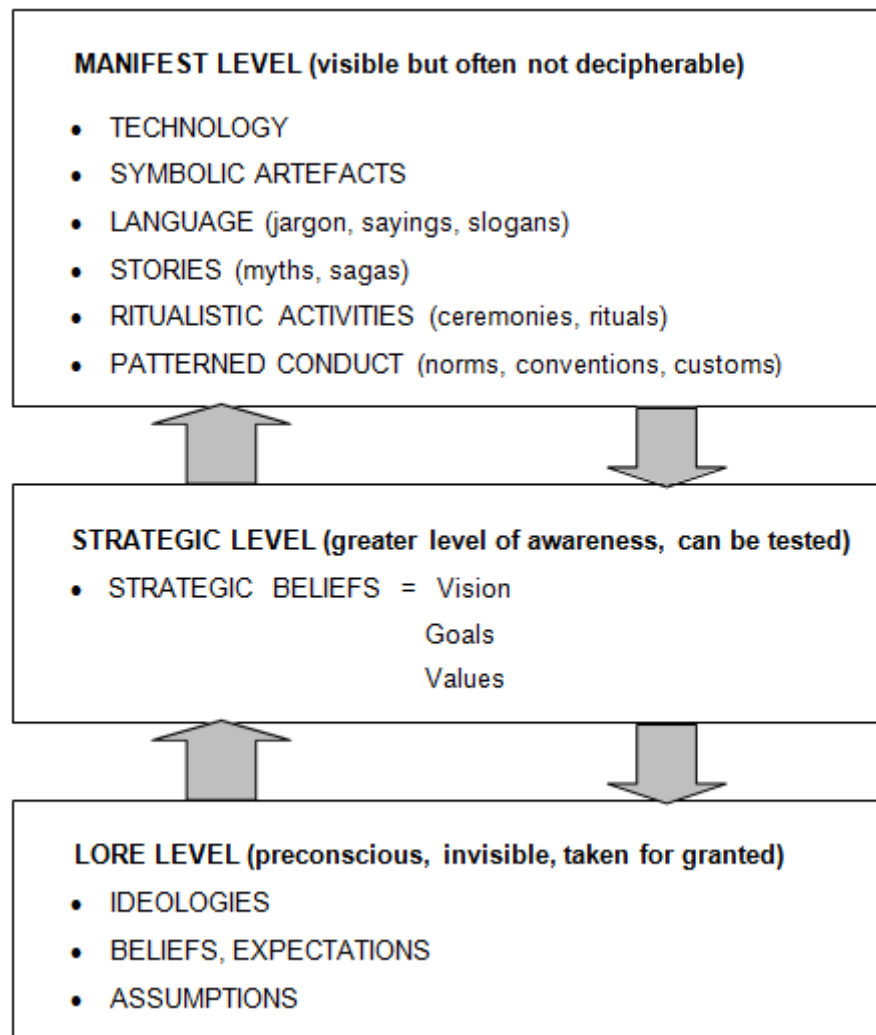 MANIFEST LEVEL (visible but often not decipherable)
• TECHNOLOGY
• SYMBOLIC ARTEFACTS
• LANGUAGE (jargon, sayings, slogans)
• STORIES (myths, sagas)
• RITUALISTIC ACTIVITIES (ceremonies, rituals)
• PATTERNED CONDUCT (norms, conventions, customs)
STRATEGIC LEVEL (greater level of awareness, can be tested)
• STRATEGIC BELIEFS = Vision
Goals
Values
LORE LEVEL (preconscious, invisible, taken for granted)
• IDEOLOGIES
• BELIEFS, EXPECTATIONS
• ASSUMPTIONS